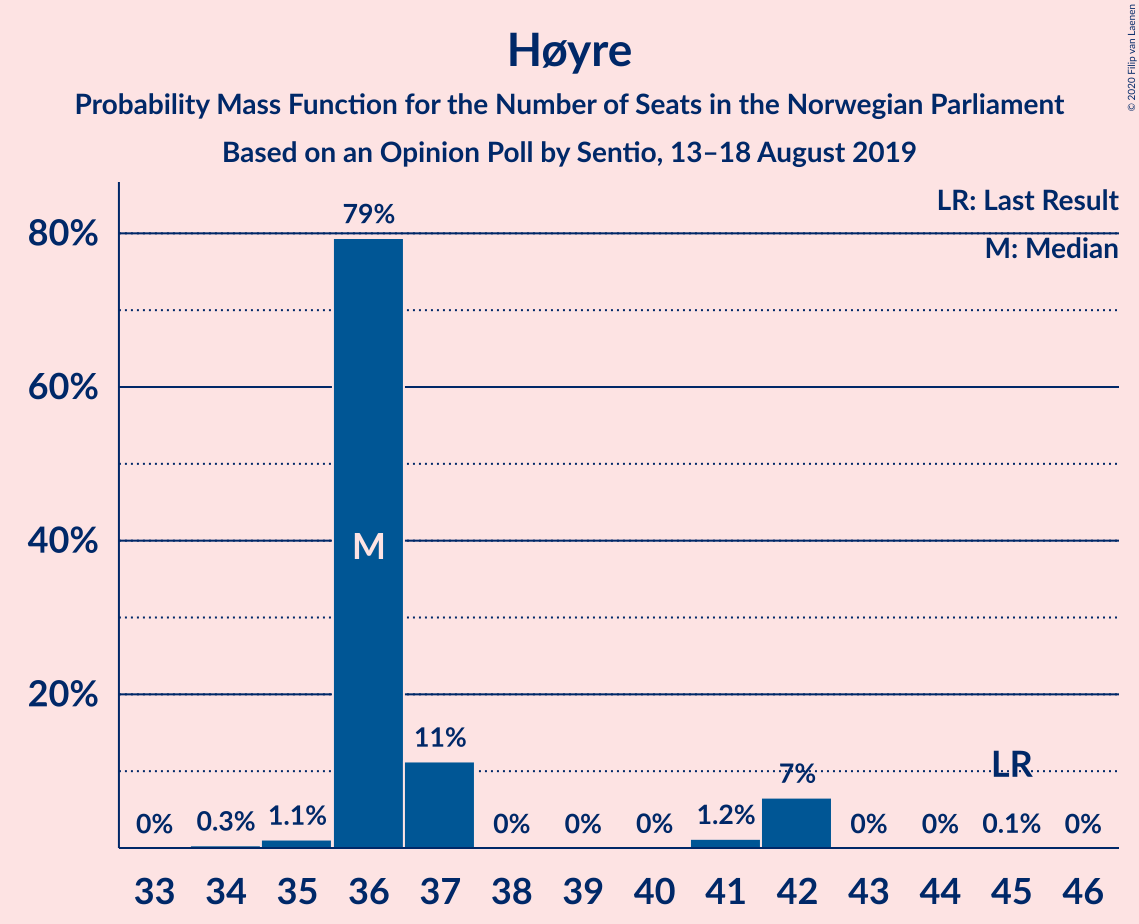 Høyre
Probability Mass Function for the Number of Seats in the Norwegian Parliament
Based on an Opinion Poll by Sentio, 13–18 August 2019
© 2020 Filip van Laenen
LR: Last Result
M: Median
80%
60%
40%
20%
0%
0.3%
1.1%
79%
M
11%
0%
0%
0%
1.2%
7%
0%
0%
LR
0.1%
0%
33 34 35 36 37 38 39 40 41 42 43 44 45 46